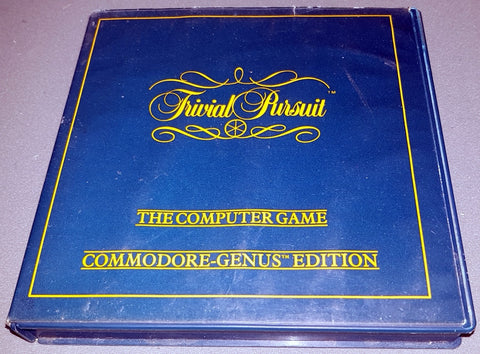 Trivial Pursuit™
THE COMPUTER GAME
COMMODORE-GENUS™ EDITION